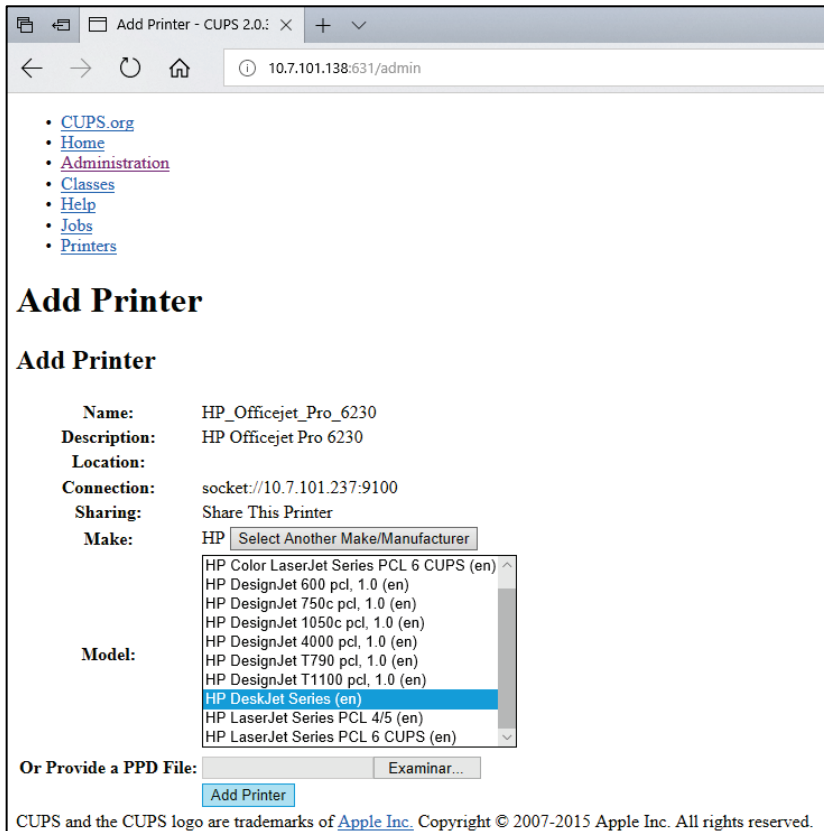 Add Printer - CUPS 2.0.:
10.7.101.138:631/admin
• CUPS.org
• Home
• Administration
• Classes
• Help
• Jobs
• Printers
Add Printer
Add Printer
Name: HP_Officejet_Pro_6230
Description: HP Officejet Pro 6230
Location:
Connection: socket://10.7.101.237:9100
Sharing: Share This Printer
Make: HP Select Another Make/Manufacturer
HP Color LaserJet Series PCL 6 CUPS (en)
HP DesignJet 600 pcl, 1.0 (en)
HP DesignJet 750c pcl, 1.0 (en)
HP DesignJet 1050c pcl, 1.0 (en)
HP DesignJet 4000 pcl, 1.0 (en)
Model:
HP DesignJet T790 pcl, 1.0 (en)
HP DesignJet T1100 pcl, 1.0 (en)
HP DeskJet Series (en)
HP LaserJet Series PCL 4/5 (en)
HP LaserJet Series PCL 6 CUPS (en)
Or Provide a PPD File: Examinar...
Add Printer
CUPS and the CUPS logo are trademarks of Apple Inc. Copyright © 2007-2015 Apple Inc. All rights reserved.